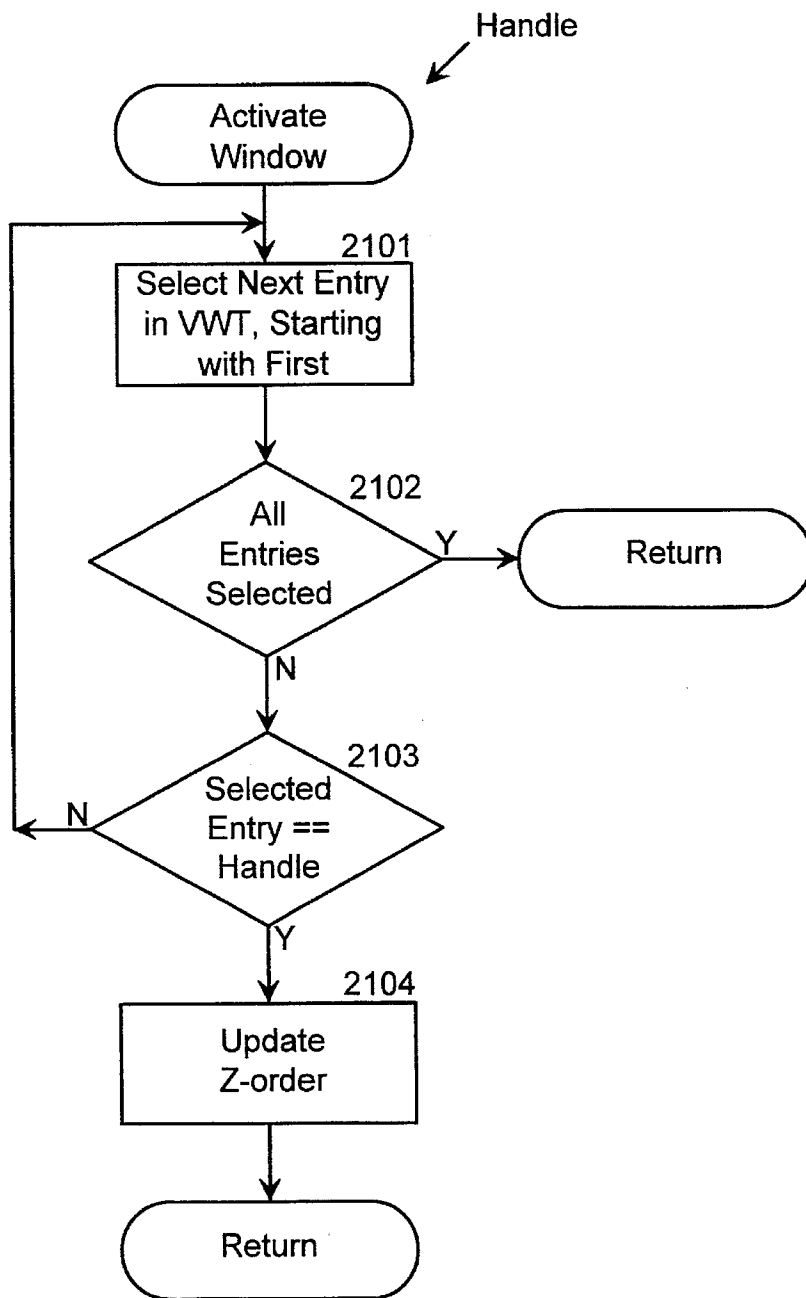 Handle
Activate
Window
2101
Select Next Entry
in VWT, Starting
with First
2102
All
Entries
Selected
Y
Return
N
2103
Selected
Entry ==
Handle
N
Y
2104
Update
Z-order
Return